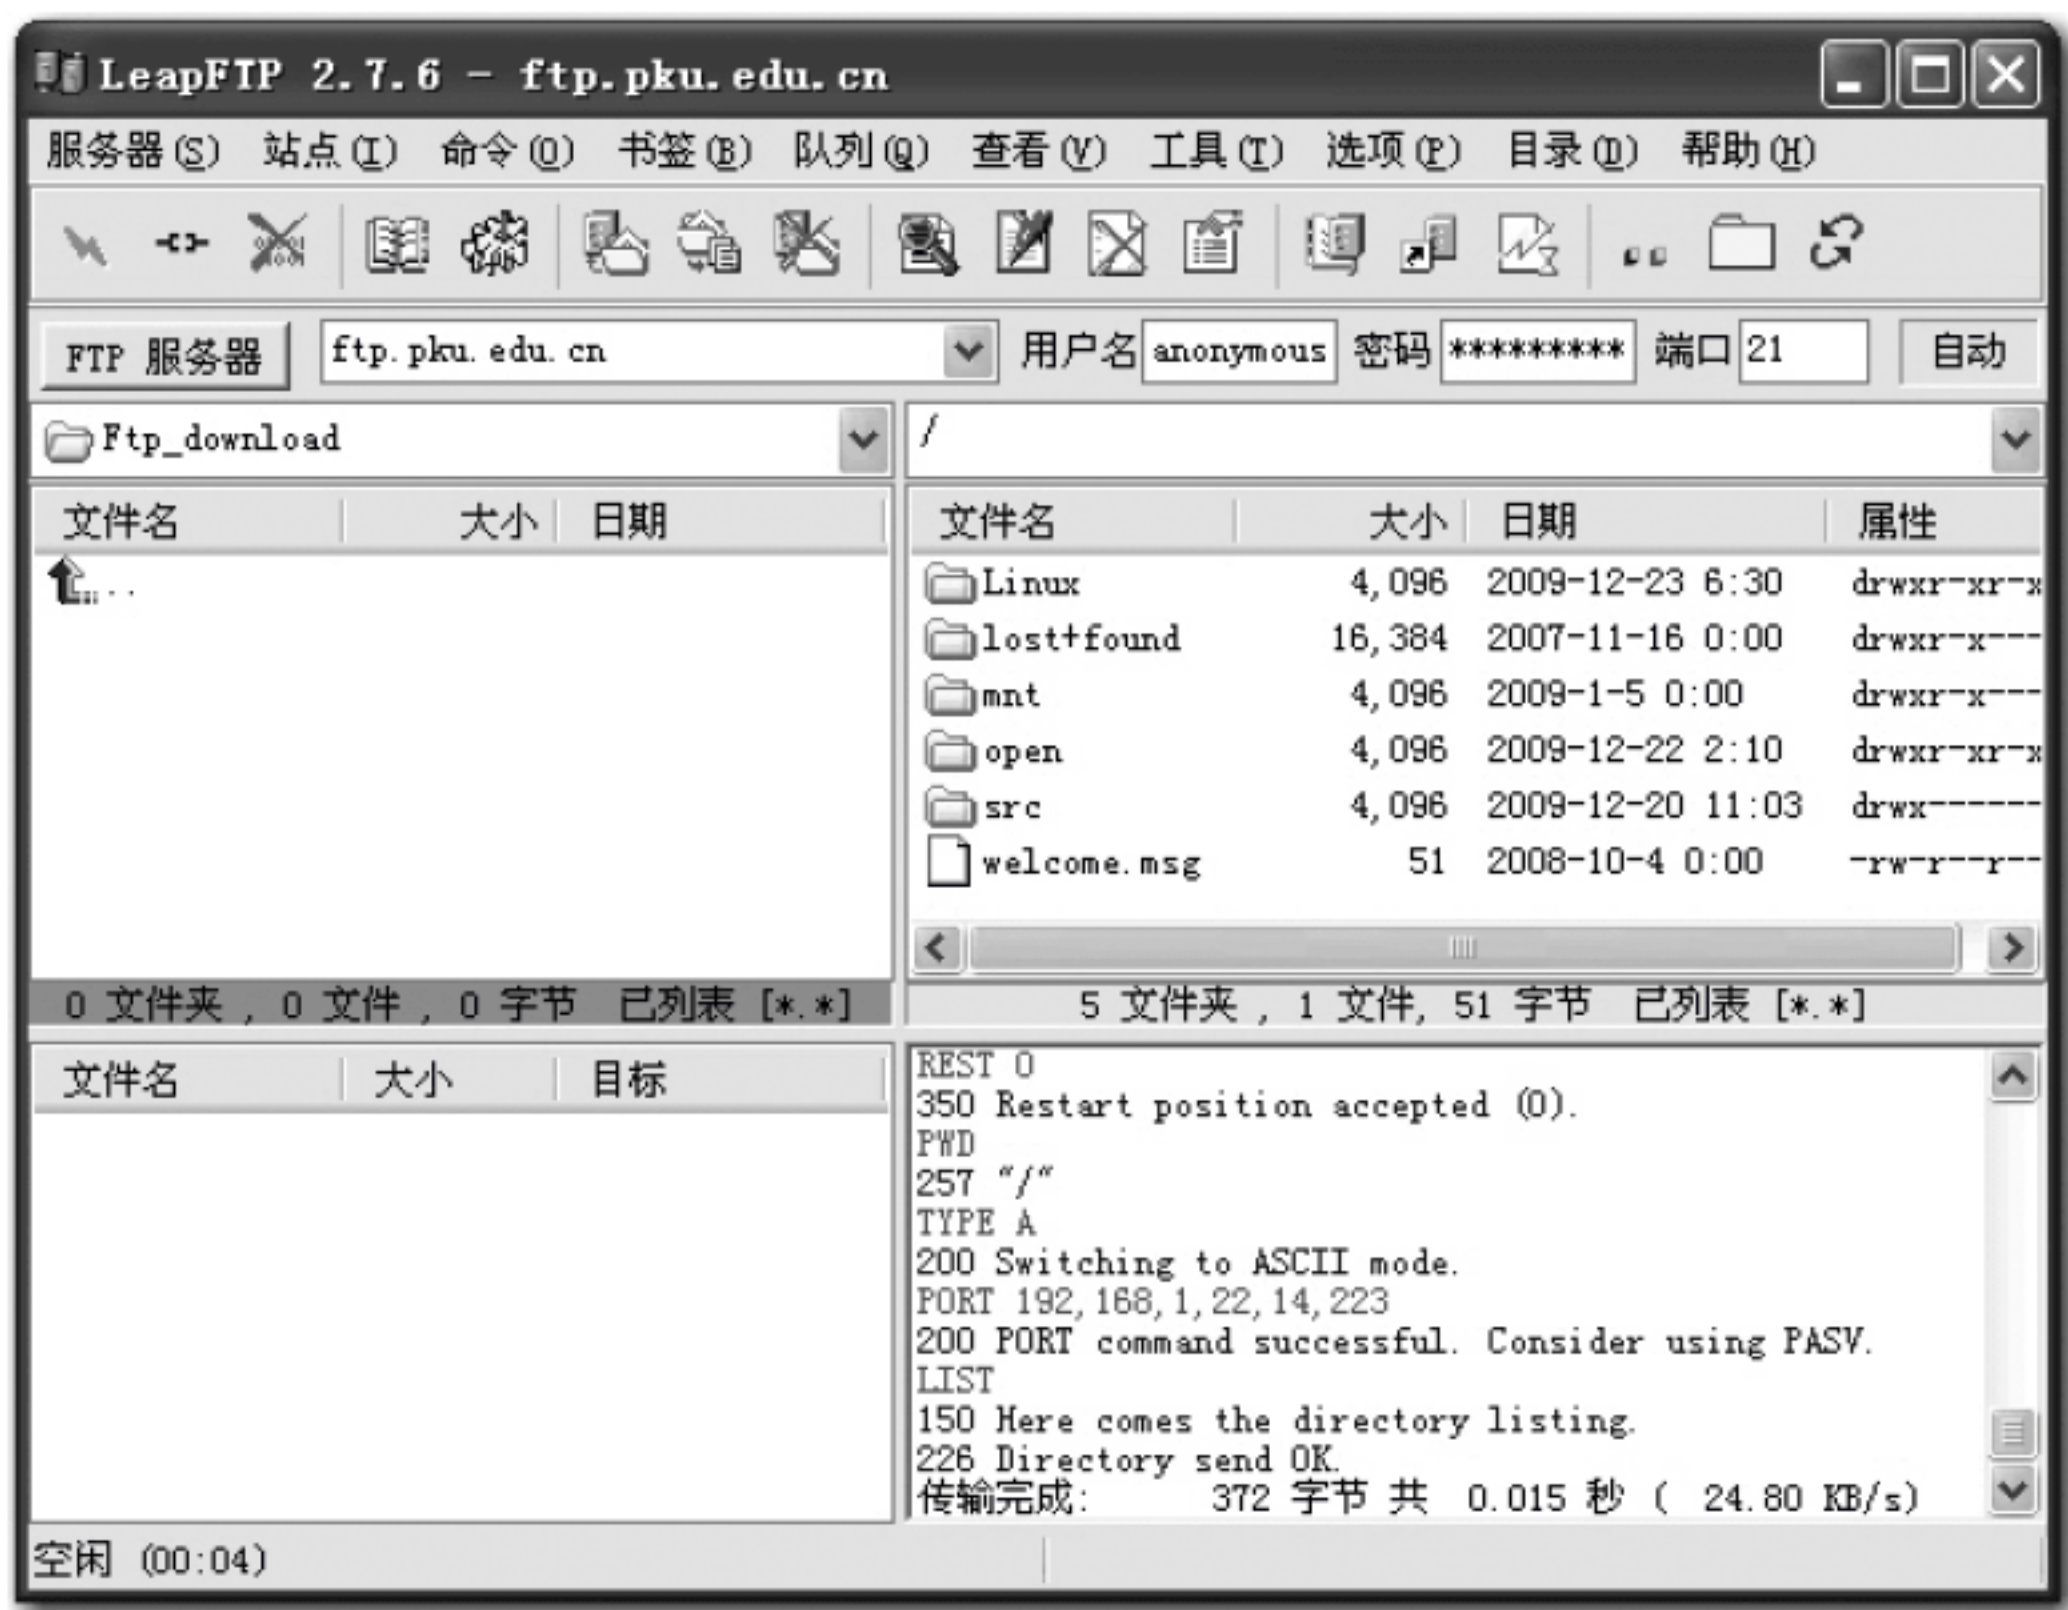 LeapFTP 2.7.6 - ftp.pku.edu.cn
服务器(S) 站点(I) 命令(O) 书签(B) 队列(Q) 查看(V) 工具(T) 选项(P) 目录(D) 帮助(H)
FTP 服务器 ftp.pku.edu.cn 用户名 anonymous 密码 ********* 端口 21 自动
Ftp_download /
文件名 大小 日期
..
0 文件夹 , 0 文件 , 0 字节 已列表 [*.*]
文件名 大小 日期 属性
Linux 4,096 2009-12-23 6:30 drwxr-xr-x
lost+found 16,384 2007-11-16 0:00 drwxr-x---
mnt 4,096 2009-1-5 0:00 drwxr-x---
open 4,096 2009-12-22 2:10 drwxr-xr-x
src 4,096 2009-12-20 11:03 drwx------
welcome.msg 51 2008-10-4 0:00 -rw-r--r--
5 文件夹 , 1 文件, 51 字节 已列表 [*.*]
文件名 大小 目标
REST 0
350 Restart position accepted (0).
PWD
257 "/"
TYPE A
200 Switching to ASCII mode.
PORT 192,168,1,22,14,223
200 PORT command successful. Consider using PASV.
LIST
150 Here comes the directory listing.
226 Directory send OK.
传输完成: 372 字节 共 0.015 秒 ( 24.80 KB/s)
空闲 (00:04)